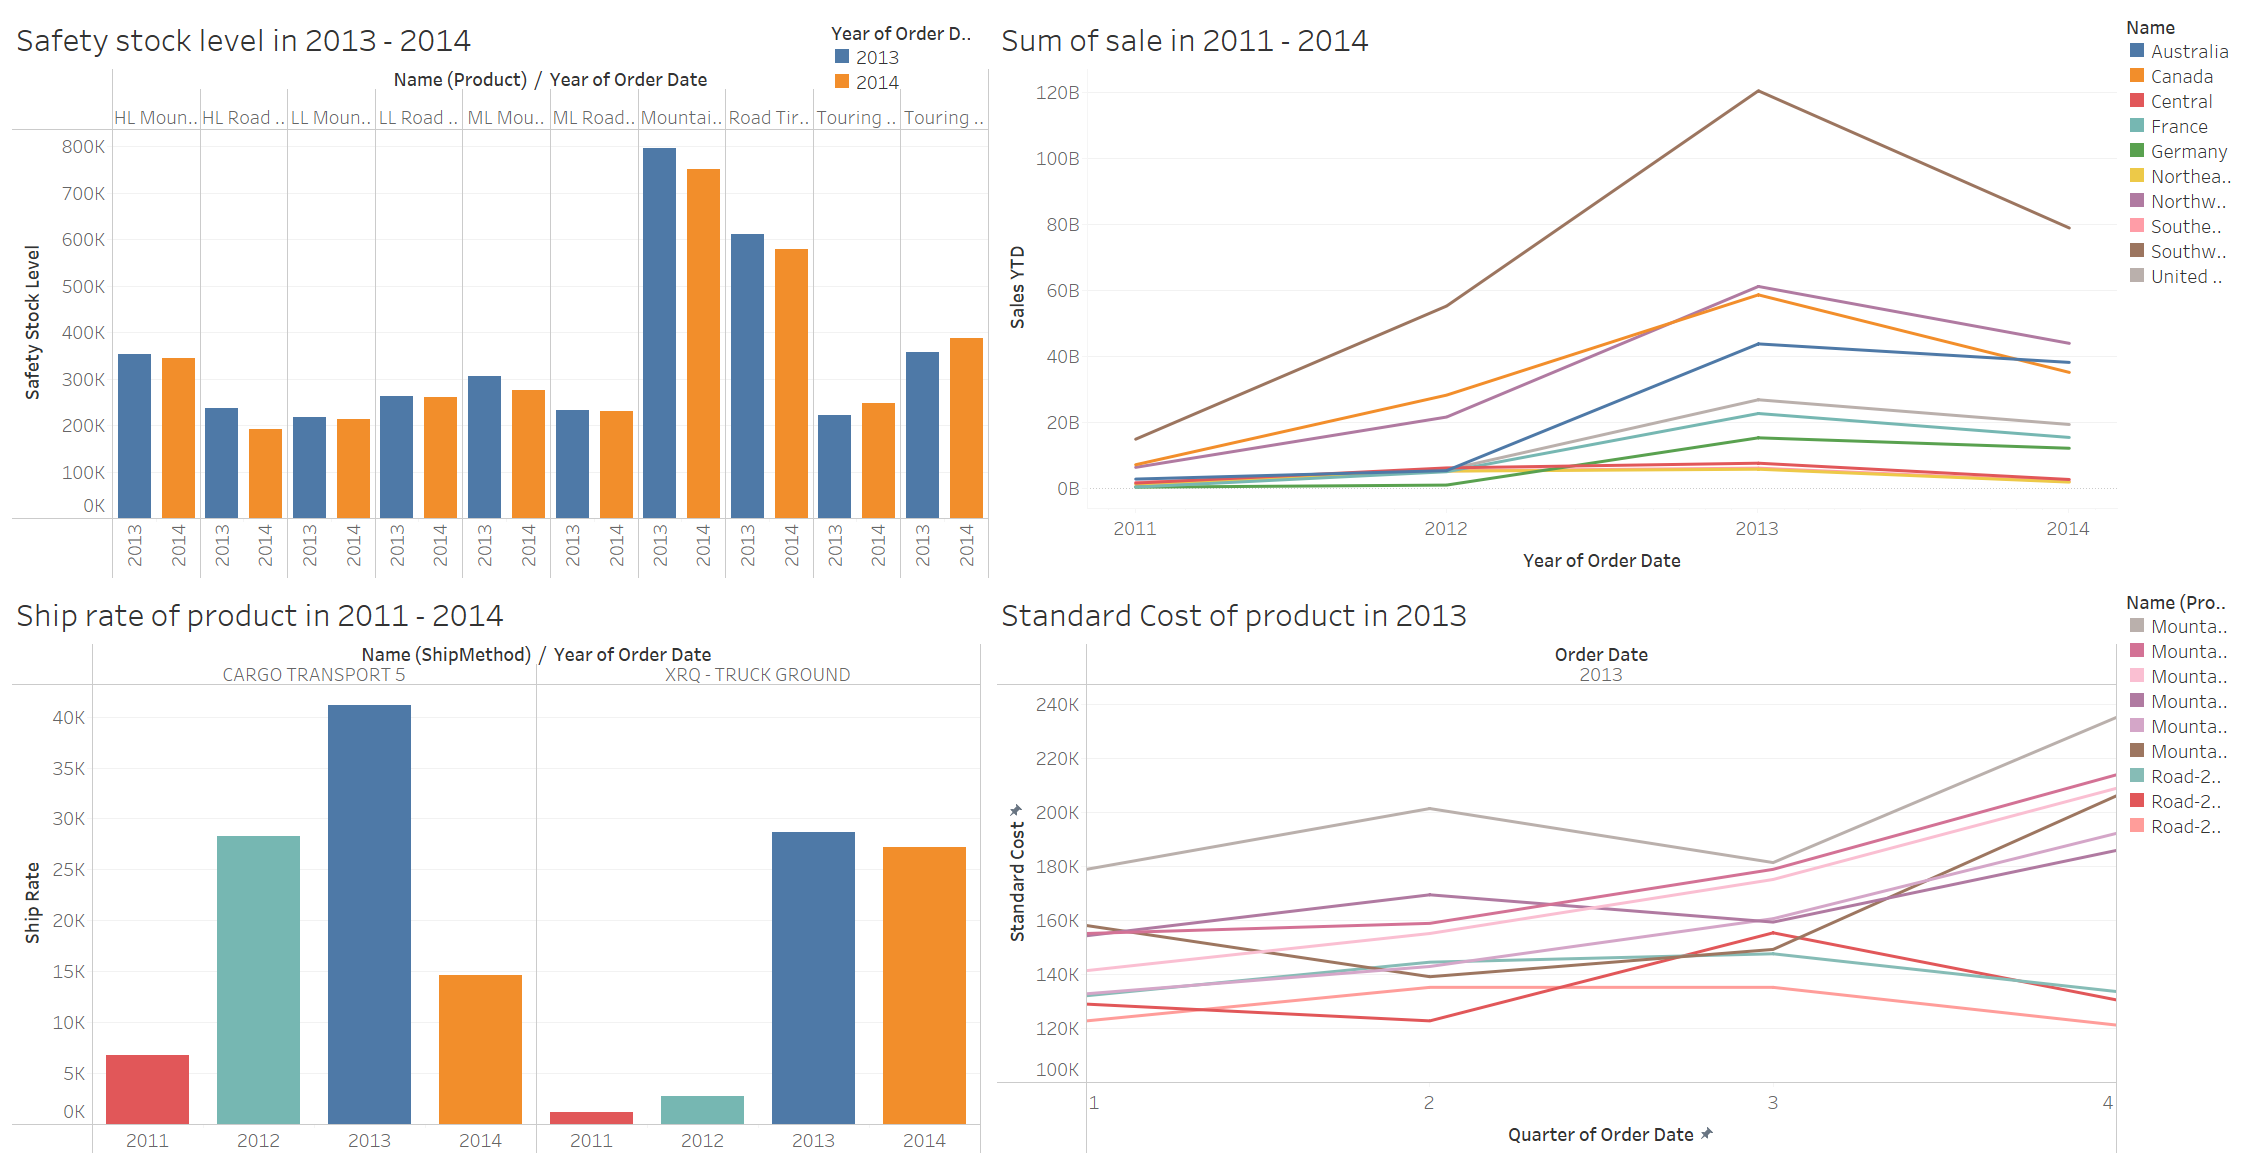 Safety stock level in 2013 - 2014
Year of Order D..
2013
2014
Name (Product) / Year of Order Date
HL Moun.. HL Road .. LL Moun.. LL Road .. ML Mou.. ML Road.. Mountai.. Road Tir.. Touring .. Touring ..
Safety Stock Level
800K
700K
600K
500K
400K
300K
200K
100K
0K
2013 2014 2013 2014 2013 2014 2013 2014 2013 2014 2013 2014 2013 2014 2013 2014 2013 2014 2013 2014
Sum of sale in 2011 - 2014
Name
Australia
Canada
Central
France
Germany
Northea..
Northw..
Southe..
Southw..
United ..
Sales YTD
120B
100B
80B
60B
40B
20B
0B
2011 2012 2013 2014
Year of Order Date
Ship rate of product in 2011 - 2014
Name (ShipMethod) / Year of Order Date
CARGO TRANSPORT 5 XRQ - TRUCK GROUND
Ship Rate
40K
35K
30K
25K
20K
15K
10K
5K
0K
2011 2012 2013 2014 2011 2012 2013 2014
Standard Cost of product in 2013
Name (Pro..
Mounta..
Mounta..
Mounta..
Mounta..
Mounta..
Mounta..
Road-2..
Road-2..
Road-2..
Order Date
2013
Standard Cost
240K
220K
200K
180K
160K
140K
120K
100K
1 2 3 4
Quarter of Order Date